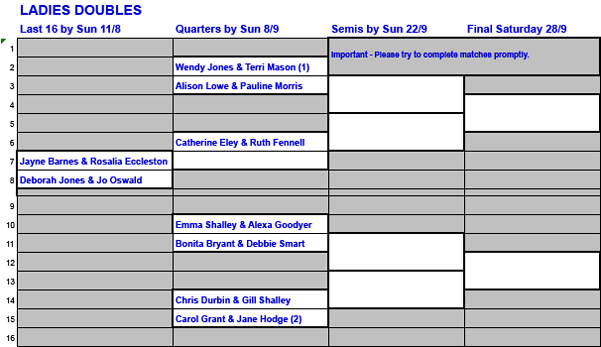 LADIES DOUBLES
Last 16 by Sun 11/8 Quarters by Sun 8/9 Semis by Sun 22/9 Final Saturday 28/9
1 Important - Please try to complete matches promptly.
2 Wendy Jones & Terri Mason (1)
3 Alison Lowe & Pauline Morris
4
5
6 Catherine Eley & Ruth Fennell
7 Jayne Barnes & Rosalia Eccleston
8 Deborah Jones & Jo Oswald
9
10 Emma Shalley & Alexa Goodyer
11 Bonita Bryant & Debbie Smart
12
13
14 Chris Durbin & Gill Shalley
15 Carol Grant & Jane Hodge (2)
16